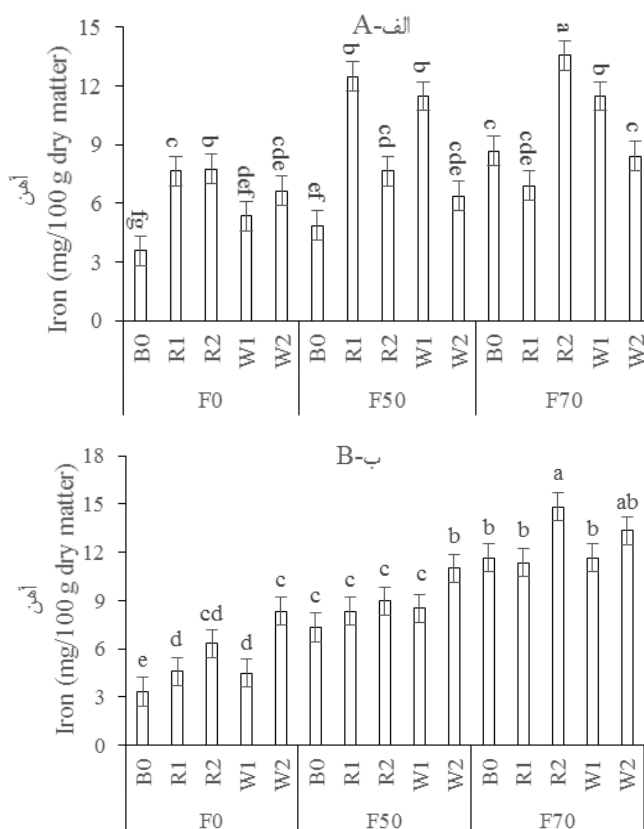 A-الف
15
12
9
6
3
0
آهن
Iron (mg/100 g dry matter)
fg c b def cde ef b cd b cde c cde a b c
B0 R1 R2 W1 W2 B0 R1 R2 W1 W2 B0 R1 R2 W1 W2
F0 F50 F70
B-ب
18
15
12
9
6
3
0
آهن
Iron (mg/100 g dry matter)
e d cd d c c c c c b b b a b ab
B0 R1 R2 W1 W2 B0 R1 R2 W1 W2 B0 R1 R2 W1 W2
F0 F50 F70